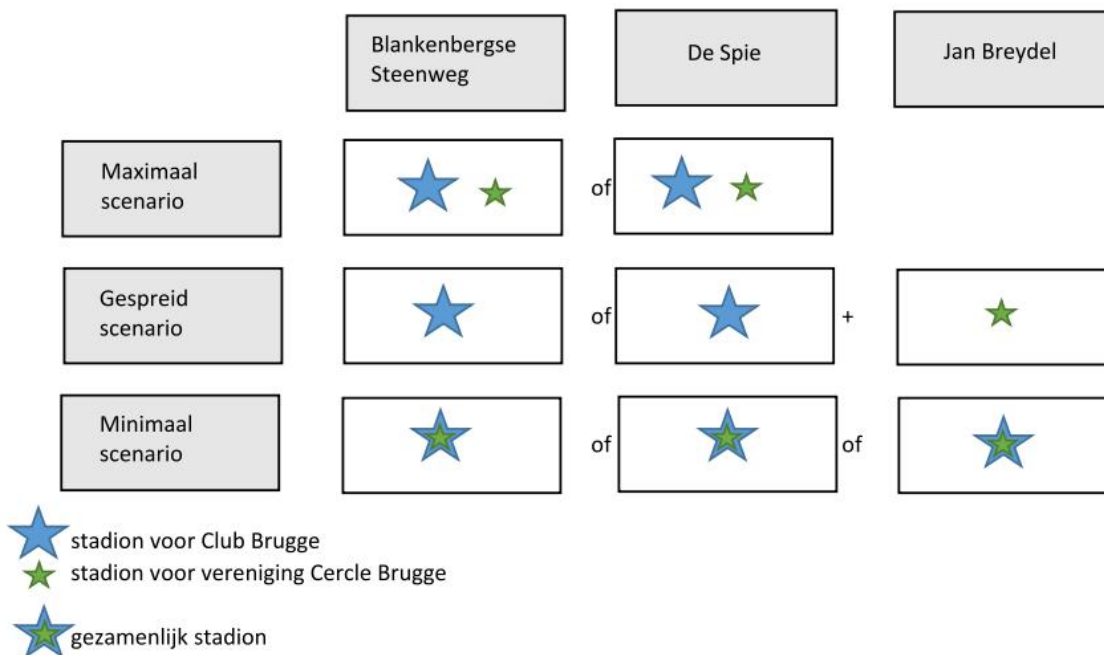 Blankenbergse
Steenweg
De Spie
Jan Breydel
Maximaal
scenario
of
Gespreid
scenario
of
+
Minimaal
scenario
of
of
stadion voor Club Brugge
stadion voor vereniging Cercle Brugge
gezamenlijk stadion